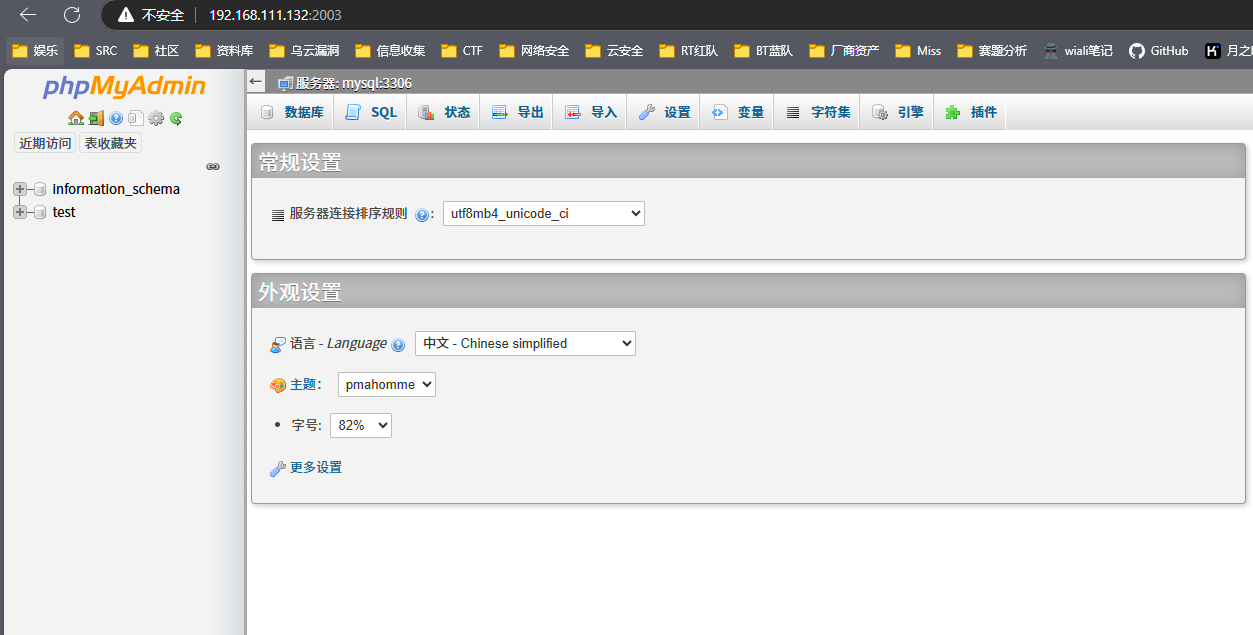 不安全 192.168.111.132:2003
娱乐 SRC 社区 资料库 乌云漏洞 信息收集 CTF 网络安全 云安全 RT红队 BT蓝队 厂商资产 Miss 赛题分析 wiali笔记 GitHub 月之
phpMyAdmin
近期访问 表收藏夹
information_schema
test
服务器: mysql:3306
数据库 SQL 状态 导出 导入 设置 变量 字符集 引擎 插件
常规设置
服务器连接排序规则 : utf8mb4_unicode_ci
外观设置
语言 - Language 中文 - Chinese simplified
主题: pmahomme
字号: 82%
更多设置